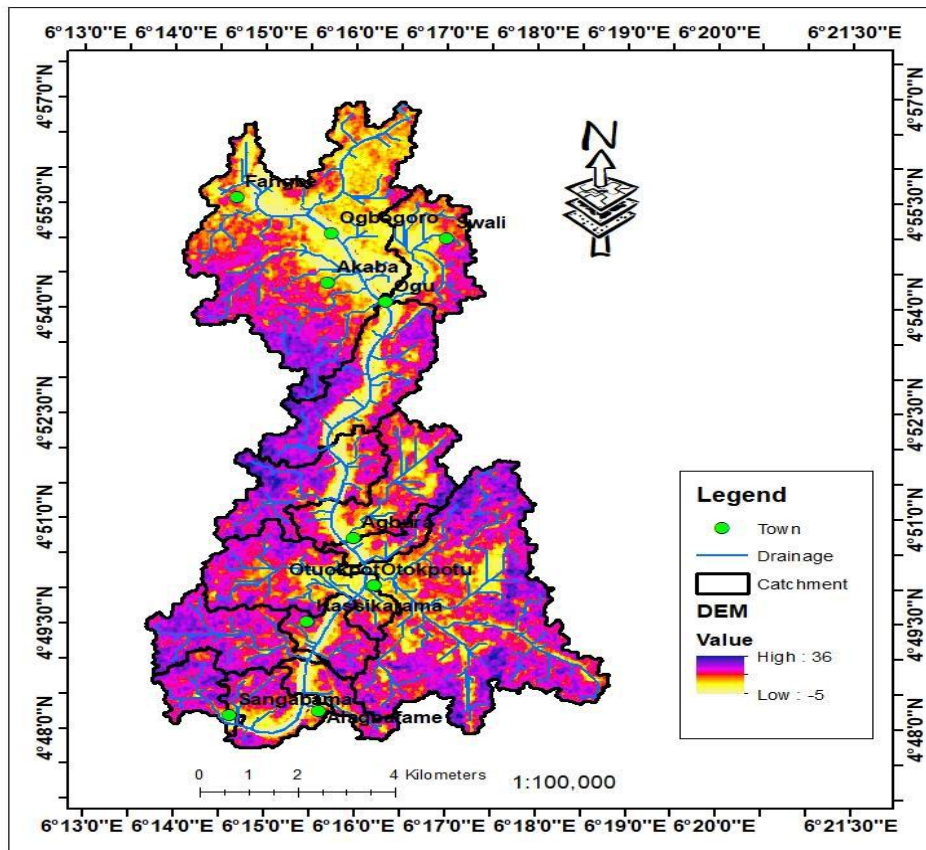 6°13'0"E 6°14'0"E 6°15'0"E 6°16'0"E 6°17'0"E 6°18'0"E 6°19'0"E 6°20'0"E 6°21'30"E
4°57'0"N
4°57'0"N
N
4°55'30"N
Fangbe
4°55'30"N
Ogbogoro
Swali
Akaba
Ogu
4°54'0"N
4°54'0"N
4°52'30"N
4°52'30"N
4°51'0"N
Agbara
4°51'0"N
Otokpotu
Kassikarama
4°49'30"N
4°49'30"N
Sangabama
4°48'0"N
4°48'0"N
Legend
Town
Drainage
Catchment
DEM
Value
High : 36
Low : -5
0 1 2 4 Kilometers
1:100,000
6°13'0"E 6°14'0"E 6°15'0"E 6°16'0"E 6°17'0"E 6°18'0"E 6°19'0"E 6°20'0"E 6°21'30"E